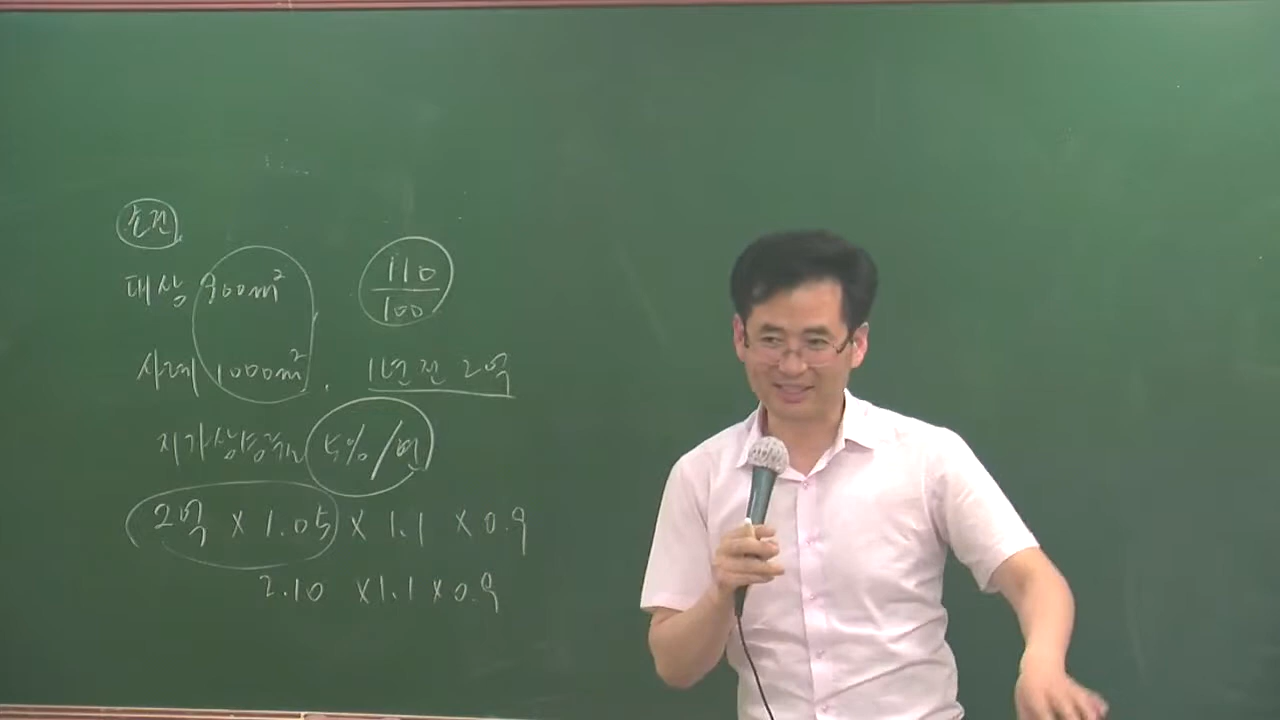 조건
대상 900m² 110/100
사례 1000m². 1년 전 2억
지가상승률 5%/연
2억 × 1.05 × 1.1 × 0.9
2.10 × 1.1 × 0.9